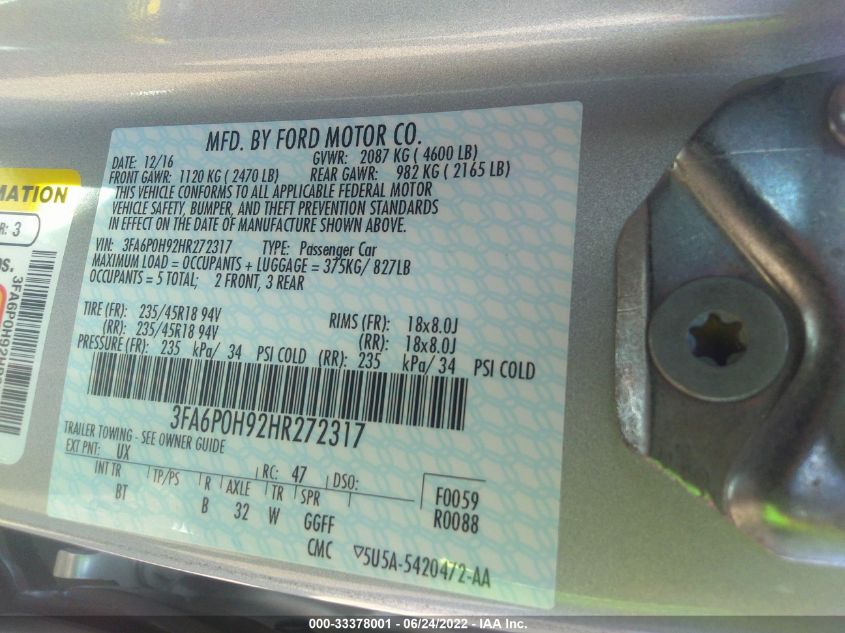 MFD. BY FORD MOTOR CO.
DATE: 12/16 GVWR: 2087 KG ( 4600 LB)
FRONT GAWR: 1120 KG ( 2470 LB) REAR GAWR: 982 KG ( 2165 LB)
THIS VEHICLE CONFORMS TO ALL APPLICABLE FEDERAL MOTOR
VEHICLE SAFETY, BUMPER, AND THEFT PREVENTION STANDARDS
IN EFFECT ON THE DATE OF MANUFACTURE SHOWN ABOVE.
VIN: 3FA6P0H92HR272317 TYPE: Passenger Car
MAXIMUM LOAD = OCCUPANTS + LUGGAGE = 375KG/ 827LB
OCCUPANTS = 5 TOTAL; 2 FRONT, 3 REAR
TIRE (FR): 235/45R18 94V RIMS (FR): 18x8.0J
(RR): 235/45R18 94V (RR): 18x8.0J
PRESSURE (FR): 235 kPa/ 34 PSI COLD (RR): 235 kPa/ 34 PSI COLD
3FA6P0H92HR272317
TRAILER TOWING - SEE OWNER GUIDE
EXT PNT: UX RC: 47 DSO:
INT TR TP/PS R AXLE TR SPR F0059
BT B 32 W GGFF R0088
CMC ▽5U5A-5420472-AA
MATION
R: 3
3FA6P0H92H
000-33378001 - 06/24/2022 - IAA Inc.